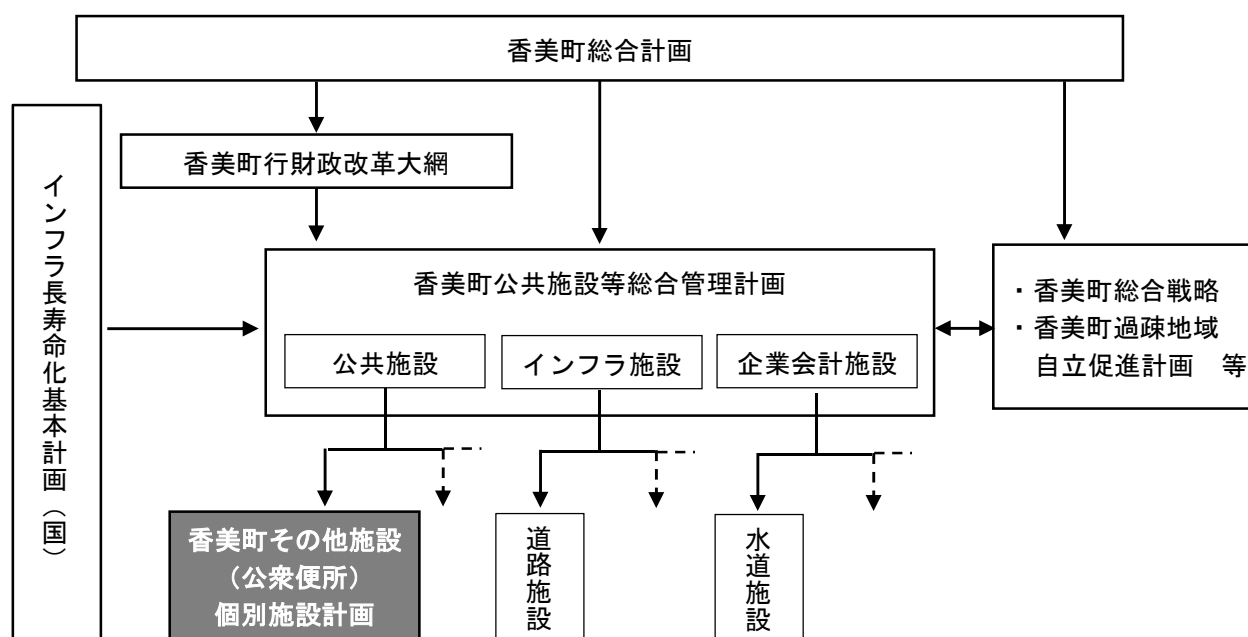 香美町総合計画
香美町行財政改革大綱
インフラ長寿命化基本計画（国）
香美町公共施設等総合管理計画
公共施設
インフラ施設
企業会計施設
・香美町総合戦略
・香美町過疎地域
自立促進計画　等
香美町その他施設
（公衆便所）
個別施設計画
道路施設
水道施設